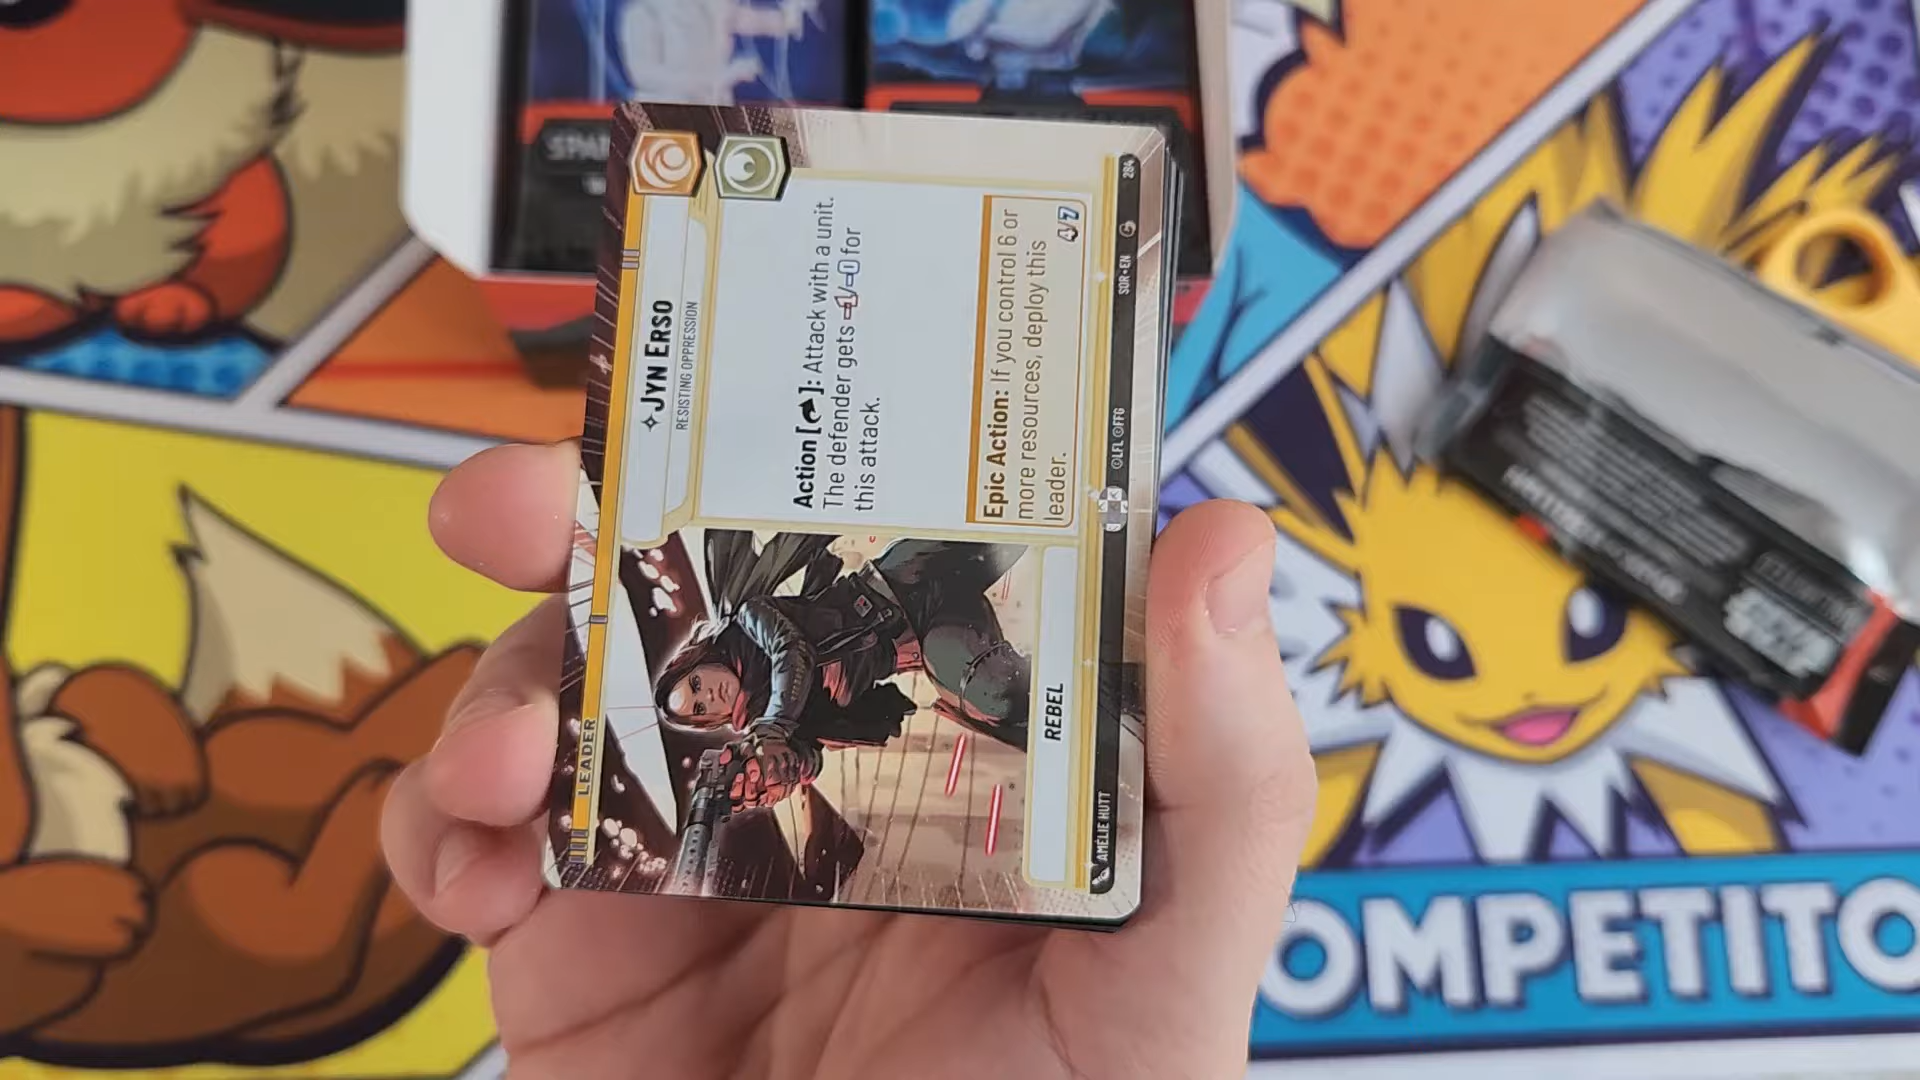 LEADER
JYN ERSO
RESISTING OPPRESSION
Action [ ]: Attack with a unit.
The defender gets -1/-0 for
this attack.
Epic Action: If you control 6 or
more resources, deploy this
leader.
4/7
REBEL
AMÉLIE HUTT
©LFL ©FFG
SOR • EN
G
284
SPAR
OMPETITO